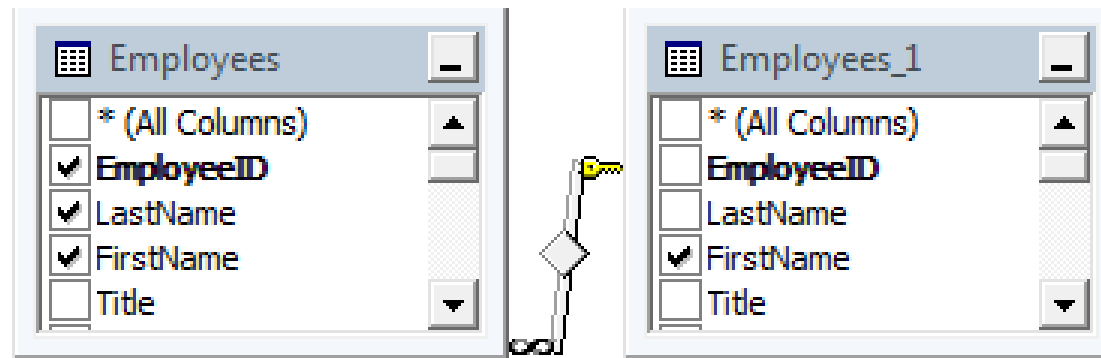 Employees
* (All Columns)
EmployeeID
LastName
FirstName
Title
Employees_1
* (All Columns)
EmployeeID
LastName
FirstName
Title